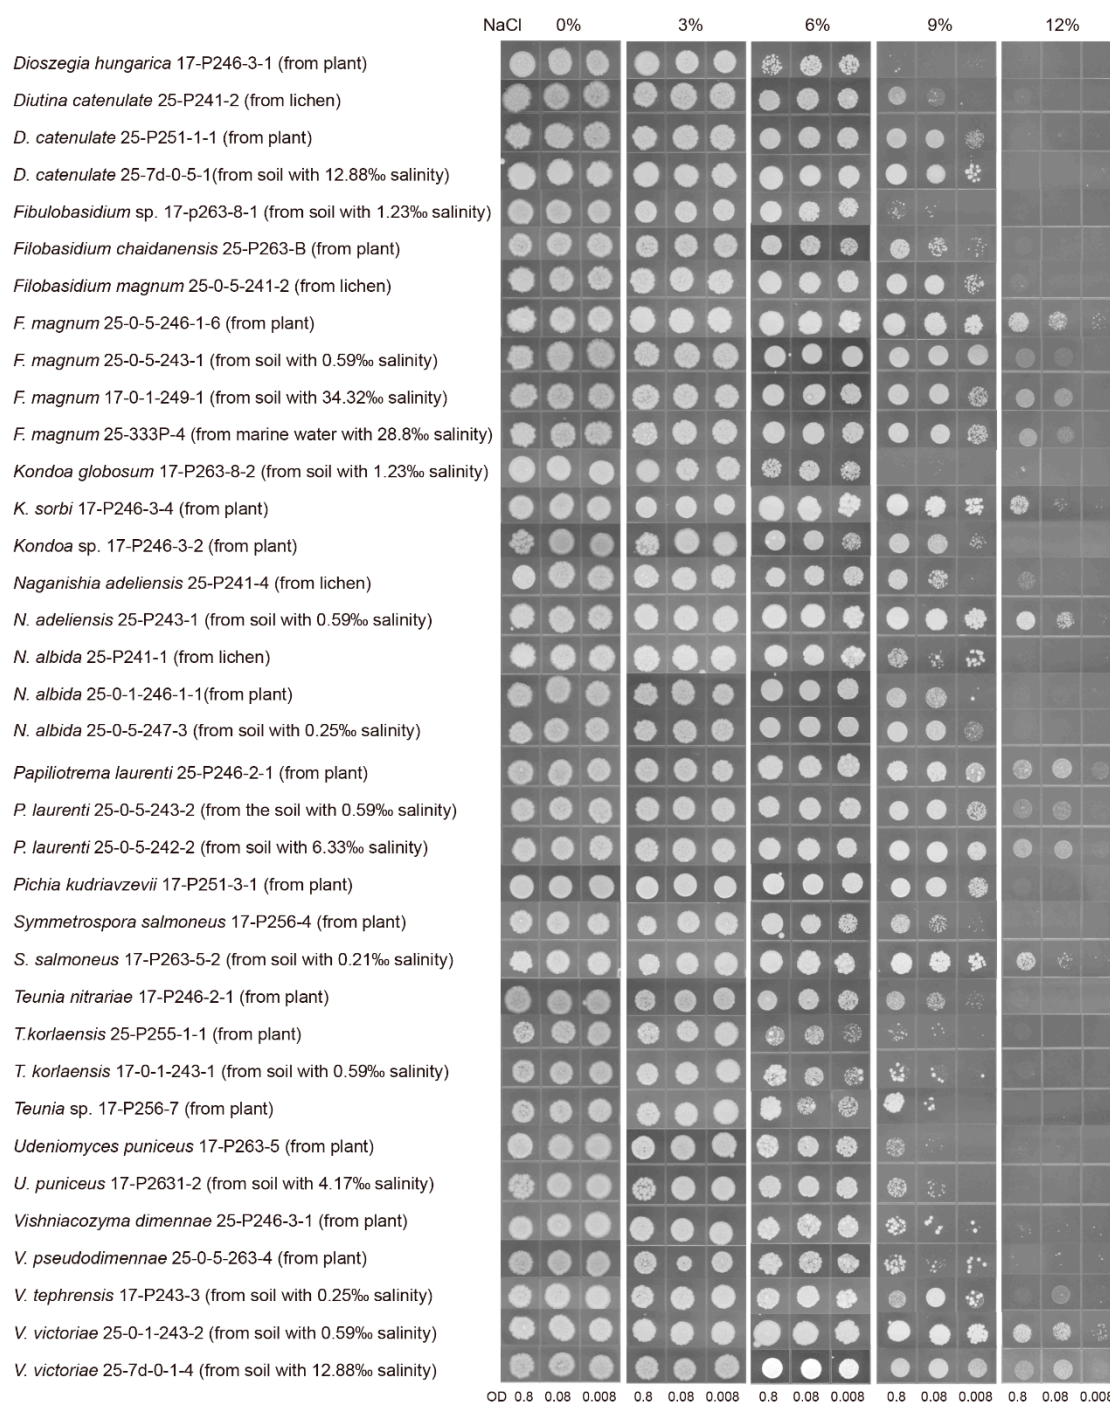 NaCl 0% 3% 6% 9% 12%
Dioszegia hungarica 17-P246-3-1 (from plant)
Diutina catenulate 25-P241-2 (from lichen)
D. catenulate 25-P251-1-1 (from plant)
D. catenulate 25-7d-0-5-1(from soil with 12.88‰ salinity)
Fibulobasidium sp. 17-p263-8-1 (from soil with 1.23‰ salinity)
Filobasidium chaidanensis 25-P263-B (from plant)
Filobasidium magnum 25-0-5-241-2 (from lichen)
F. magnum 25-0-5-246-1-6 (from plant)
F. magnum 25-0-5-243-1 (from soil with 0.59‰ salinity)
F. magnum 17-0-1-249-1 (from soil with 34.32‰ salinity)
F. magnum 25-333P-4 (from marine water with 28.8‰ salinity)
Kondoa globosum 17-P263-8-2 (from soil with 1.23‰ salinity)
K. sorbi 17-P246-3-4 (from plant)
Kondoa sp. 17-P246-3-2 (from plant)
Naganishia adeliensis 25-P241-4 (from lichen)
N. adeliensis 25-P243-1 (from soil with 0.59‰ salinity)
N. albida 25-P241-1 (from lichen)
N. albida 25-0-1-246-1-1(from plant)
N. albida 25-0-5-247-3 (from soil with 0.25‰ salinity)
Papiliotrema laurenti 25-P246-2-1 (from plant)
P. laurenti 25-0-5-243-2 (from the soil with 0.59‰ salinity)
P. laurenti 25-0-5-242-2 (from soil with 6.33‰ salinity)
Pichia kudriavzevii 17-P251-3-1 (from plant)
Symmetrospora salmoneus 17-P256-4 (from plant)
S. salmoneus 17-P263-5-2 (from soil with 0.21‰ salinity)
Teunia nitrariae 17-P246-2-1 (from plant)
T.korlaensis 25-P255-1-1 (from plant)
T. korlaensis 17-0-1-243-1 (from soil with 0.59‰ salinity)
Teunia sp. 17-P256-7 (from plant)
Udeniomyces puniceus 17-P263-5 (from plant)
U. puniceus 17-P2631-2 (from soil with 4.17‰ salinity)
Vishniacozyma dimennae 25-P246-3-1 (from plant)
V. pseudodimennae 25-0-5-263-4 (from plant)
V. tephrensis 17-P243-3 (from soil with 0.25‰ salinity)
V. victoriae 25-0-1-243-2 (from soil with 0.59‰ salinity)
V. victoriae 25-7d-0-1-4 (from soil with 12.88‰ salinity)
OD 0.8 0.08 0.008 0.8 0.08 0.008 0.8 0.08 0.008 0.8 0.08 0.008 0.8 0.08 0.008